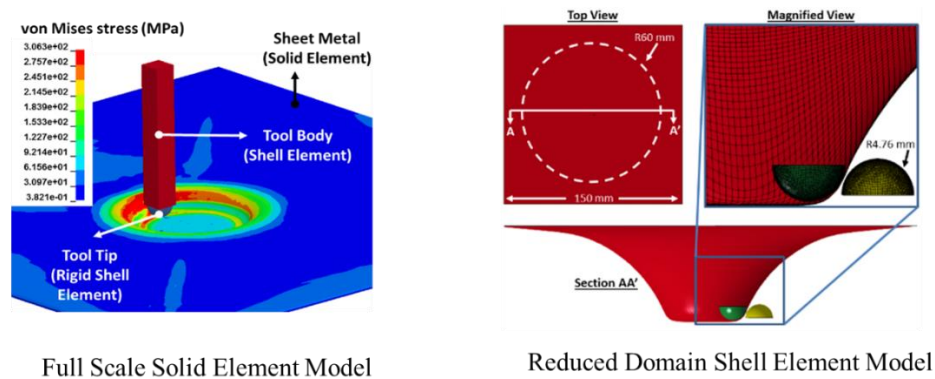 von Mises stress (MPa)
3.063e+02
2.757e+02
2.451e+02
2.145e+02
1.839e+02
1.533e+02
1.227e+02
9.214e+01
6.156e+01
3.097e+01
3.821e-01
Sheet Metal
(Solid Element)
Tool Body
(Shell Element)
Tool Tip
(Rigid Shell
Element)
Full Scale Solid Element Model
Top View
R60 mm
A
A'
150 mm
Magnified View
R4.76 mm
Section AA'
Reduced Domain Shell Element Model